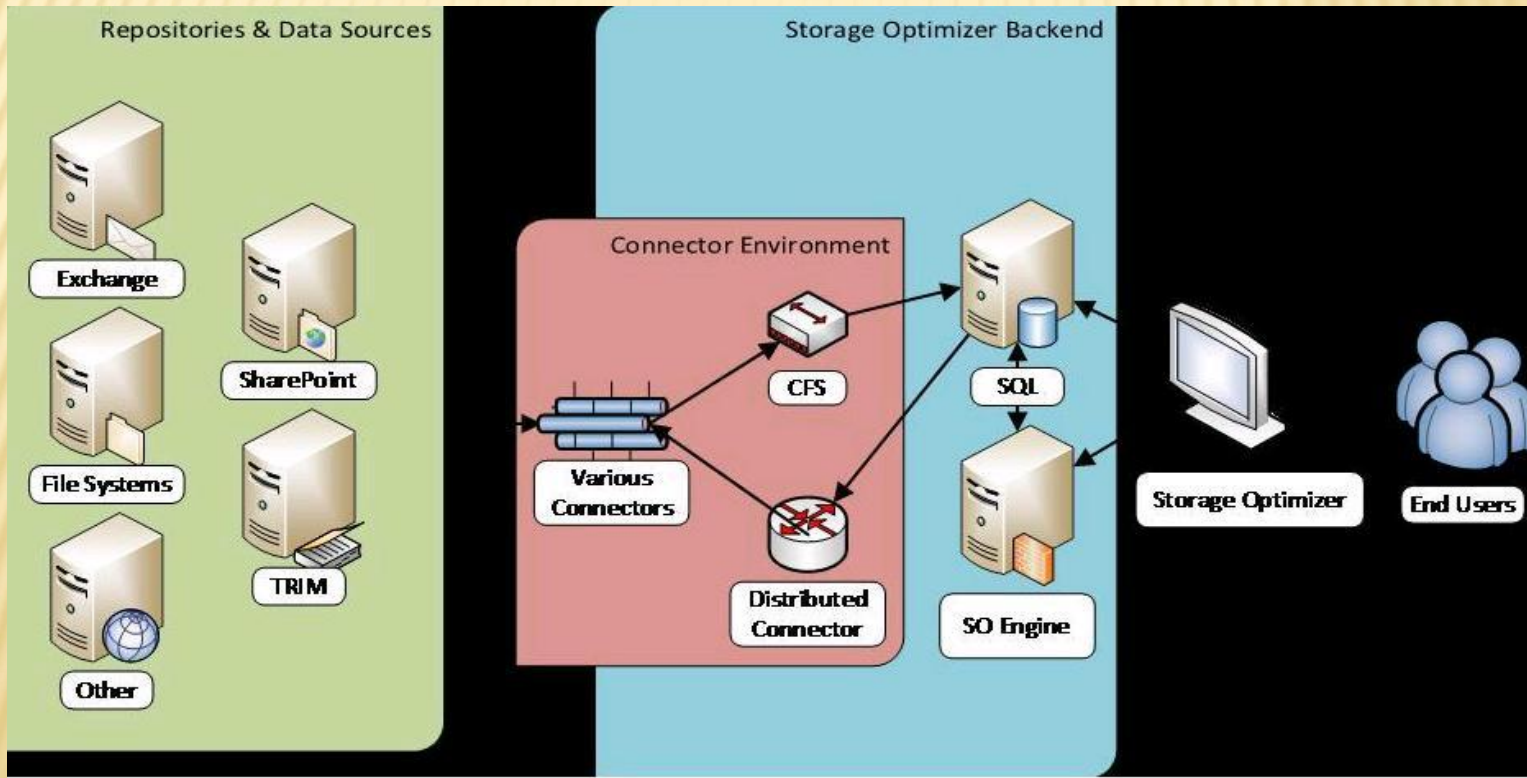 Repositories & Data Sources
Exchange
SharePoint
File Systems
TRIM
Other
Storage Optimizer Backend
Connector Environment
CFS
Various
Connectors
Distributed
Connector
SQL
SO Engine
Storage Optimizer
End Users